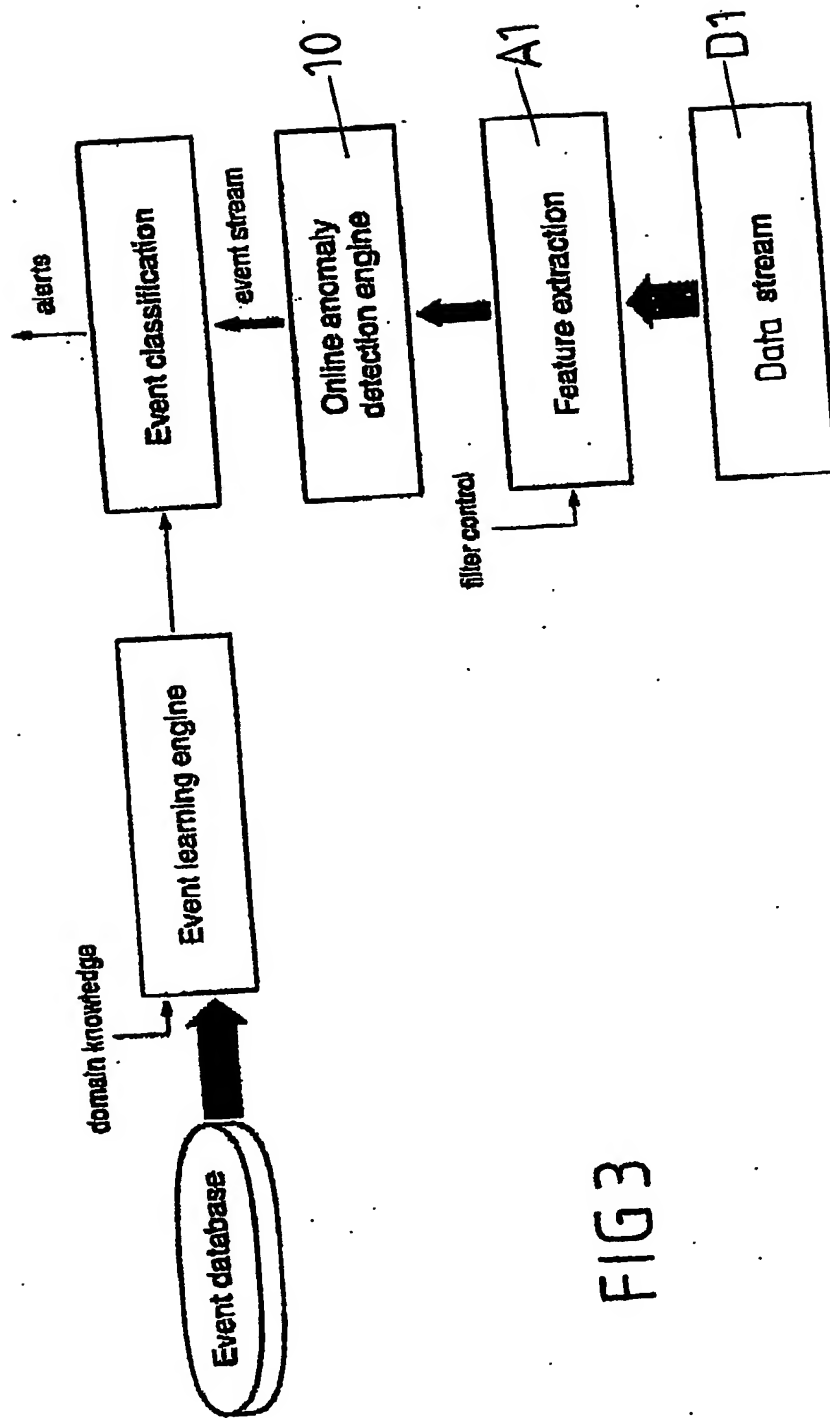 alerts
Event classification
event stream
Online anomaly
detection engine
10
filter control
Feature extraction
A1
Data stream
D1
domain knowledge
Event learning engine
Event database
FIG 3